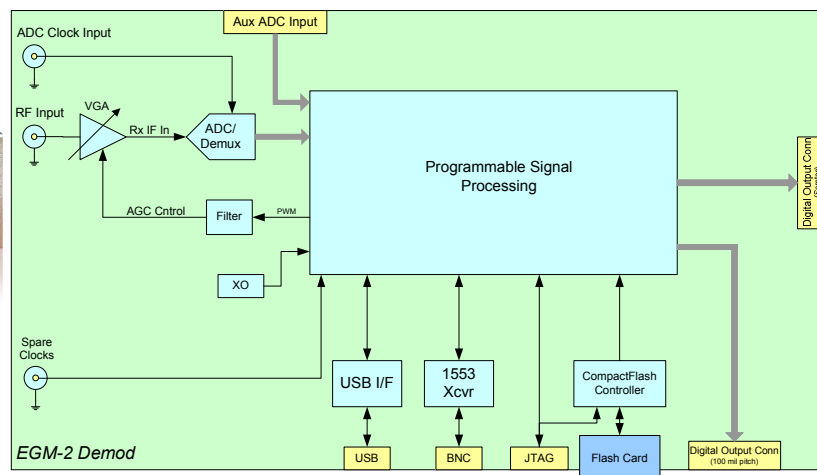 ADC Clock Input
Aux ADC Input
RF Input
VGA
Rx IF In
ADC/
Demux
Programmable Signal
Processing
Digital Output Conn
(Samtec)
AGC Cntrol
Filter
PWM
XO
Spare
Clocks
USB I/F
1553
Xcvr
CompactFlash
Controller
EGM-2 Demod
USB
BNC
JTAG
Flash Card
Digital Output Conn
(100 mil pitch)